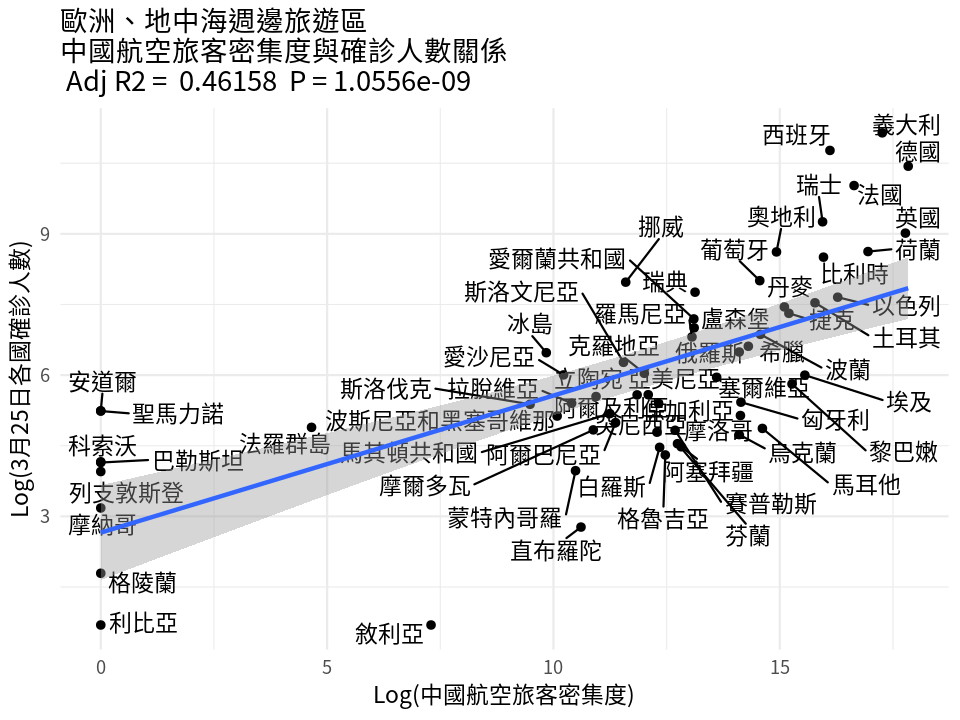 歐洲、地中海週邊旅遊區
中國航空旅客密集度與確診人數關係
Adj R2 = 0.46158 P = 1.0556e-09
義大利
西班牙
德國
瑞士
法國
奧地利
英國
挪威
葡萄牙
荷蘭
愛爾蘭共和國
比利時
瑞典
丹麥
斯洛文尼亞
以色列
羅馬尼亞
盧森堡
捷克
冰島
土耳其
克羅地亞
俄羅斯
希臘
愛沙尼亞
波蘭
安道爾
斯洛伐克
拉脫維亞
立陶宛
亞美尼亞
塞爾維亞
埃及
聖馬力諾
阿爾及利亞
保加利亞
匈牙利
波斯尼亞和黑塞哥維那
突尼西亞
摩洛哥
科索沃
法羅群島
巴勒斯坦
馬其頓共和國
阿爾巴尼亞
烏克蘭
黎巴嫩
阿塞拜疆
列支敦斯登
摩爾多瓦
白羅斯
馬耳他
賽普勒斯
摩納哥
蒙特內哥羅
格魯吉亞
芬蘭
直布羅陀
格陵蘭
利比亞
敘利亞
9
6
3
0
5
10
15
Log(3月25日各國確診人數)
Log(中國航空旅客密集度)